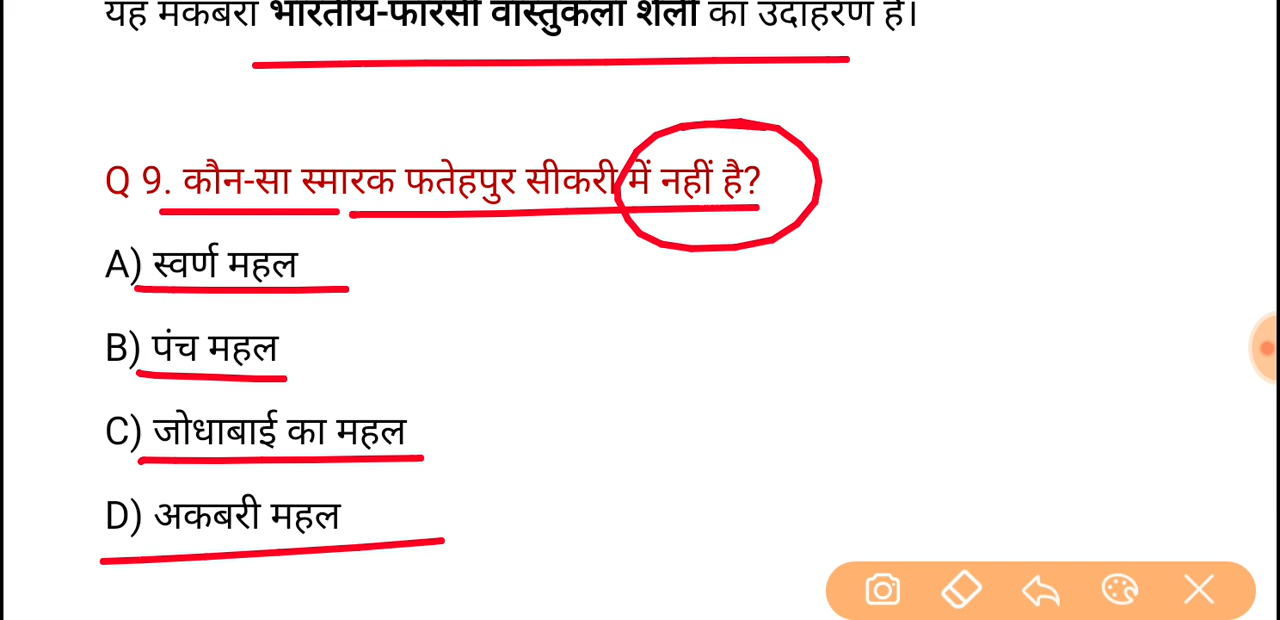 यह मकबरा भारतीय-फारसी वास्तुकला शैली का उदाहरण है।
Q 9. कौन-सा स्मारक फतेहपुर सीकरी में नहीं है?
A) स्वर्ण महल
B) पंच महल
C) जोधाबाई का महल
D) अकबरी महल